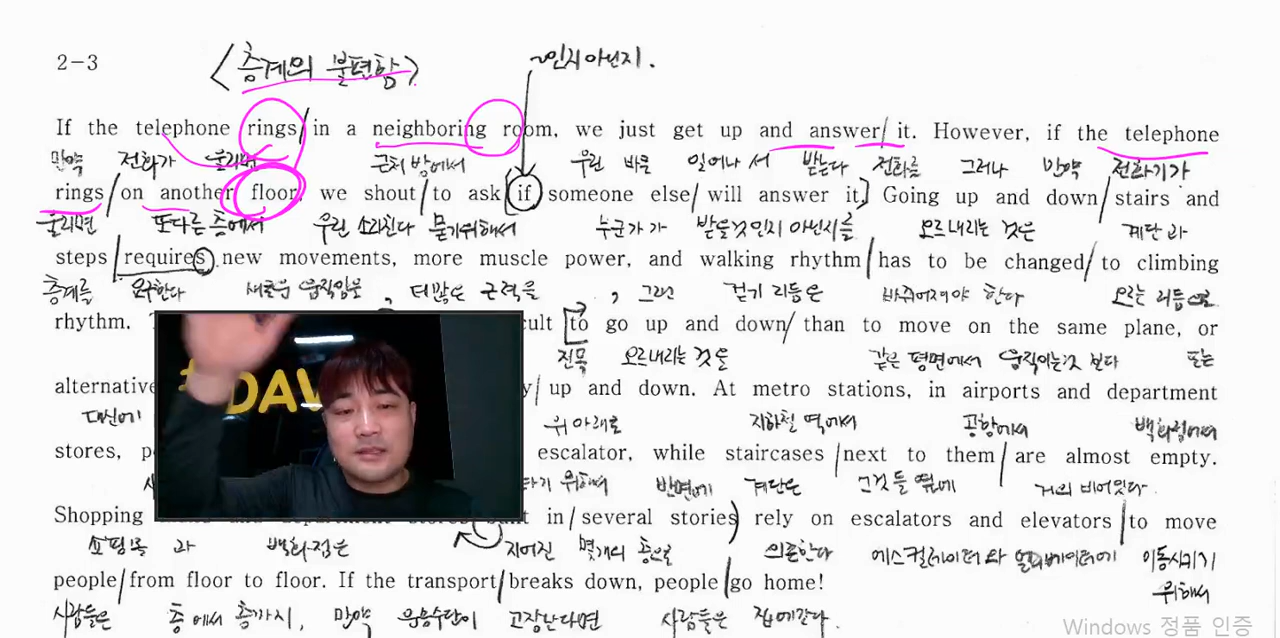 2-3 <층계의 불편함> ~인지 아닌지.
If the telephone rings/in a neighboring room, we just get up and answer/it. However, if the telephone
만약 전화가 울리면 근처 방에서 우린 바로 일어나서 받는다 전화를 그러나 만약 전화기가
rings/on another floor, we shout/to ask [if someone else/will answer it.] Going up and down/stairs and
울리면 또다른 층에서 우린 소리친다 묻기위해서 누군가가 받을것인지 아닌지를 오르내리는 것은 계단과
steps/requires new movements, more muscle power, and walking rhythm/has to be changed/to climbing
층계를 요구한다 새로운 움직임을, 더많은 근력을, 그런 걷기 리듬은 바뀌어져야 한다 오르는 리듬으로
rhythm. cult [to go up and down/than to move on the same plane, or
진목 오르내리는 것을 같은 평면에서 움직이는것 보다 또는
alternative y/up and down. At metro stations, in airports and department
대신에 위아래로 지하철 역에서 공항에서 백화점에서
stores, p escalator, while staircases/next to them/are almost empty.
타기 위하여 반면에 계단은 그것들 옆에 거의 비어있다.
Shopping in/several stories) rely on escalators and elevators/to move
쇼핑몰과 백화점은 지어진 몇개의 층으로 의존한다 에스컬레이터와 엘리베이터에 이동시키기 위해서
people/from floor to floor. If the transport/breaks down, people/go home!
사람들은 층에서 층까지, 만약 운송수단이 고장난다면 사람들은 집에간다.
DAV
Windows 정품 인증